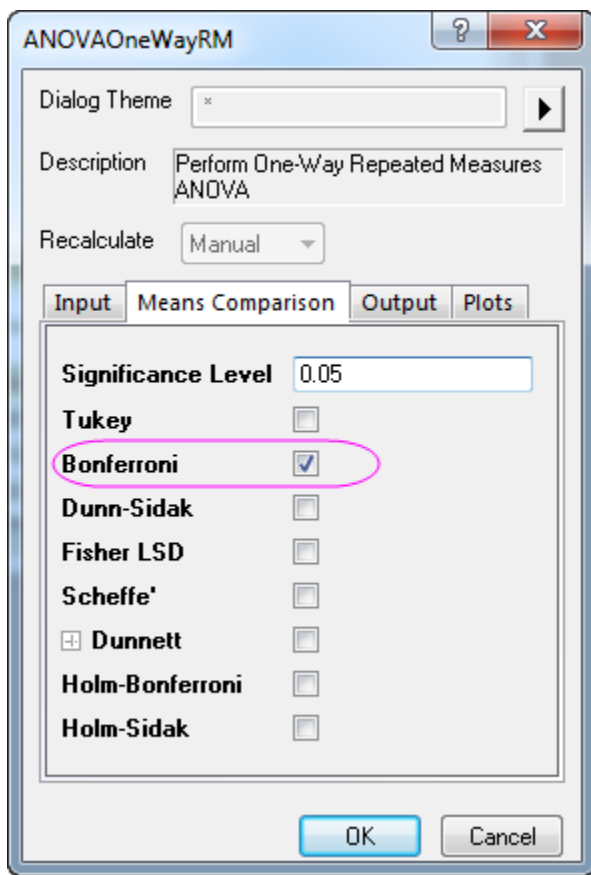 ANOVAOneWayRM
Dialog Theme *
Description Perform One-Way Repeated Measures
ANOVA
Recalculate Manual
Input Means Comparison Output Plots
Significance Level 0.05
Tukey
Bonferroni
Dunn-Sidak
Fisher LSD
Scheffe'
Dunnett
Holm-Bonferroni
Holm-Sidak
OK Cancel